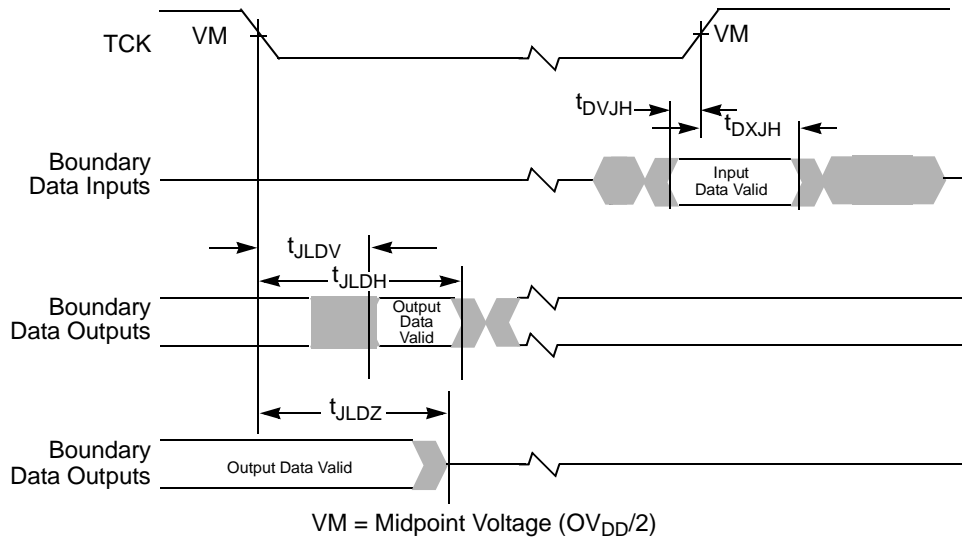 TCK
VM
VM
tDVJH
tDXJH
Boundary
Data Inputs
Input
Data Valid
tJLDV
tJLDH
Boundary
Data Outputs
Output
Data
Valid
tJLDZ
Boundary
Data Outputs
Output Data Valid
VM = Midpoint Voltage (OVDD/2)